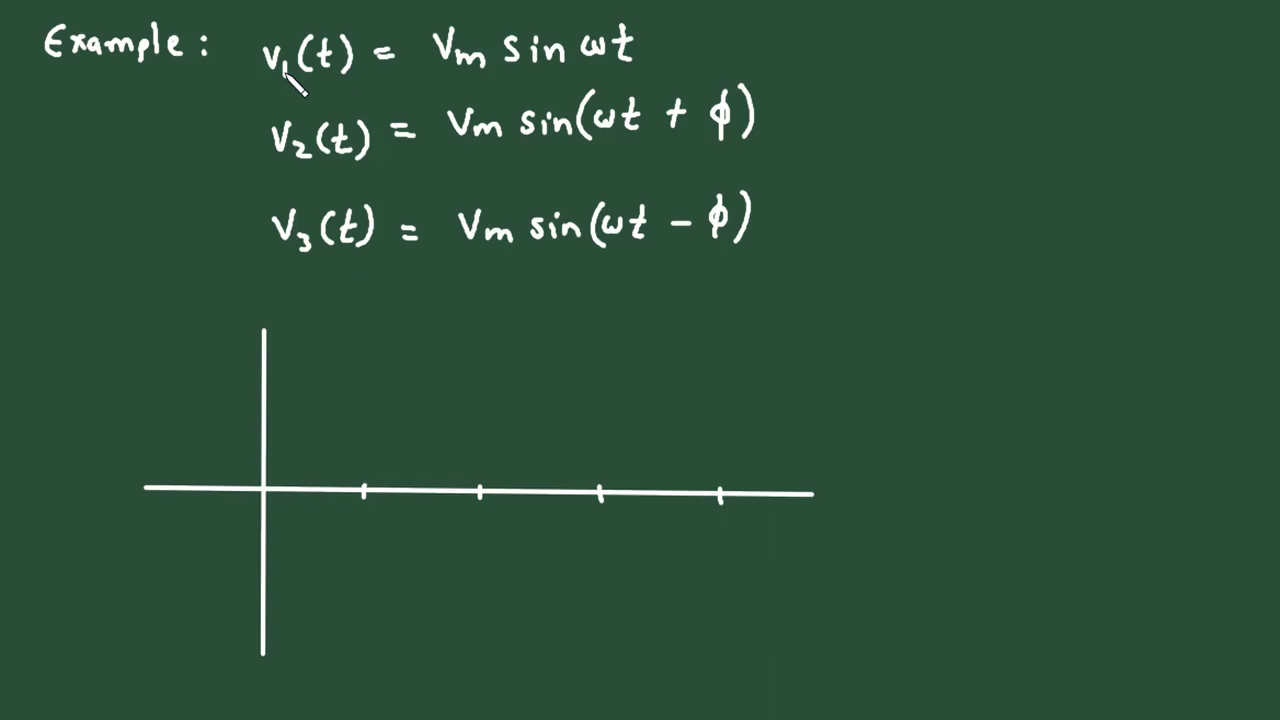 Example: v₁(t) = Vm sin ωt
V₂(t) = Vm sin(ωt + ϕ)
V₃(t) = Vm sin(ωt - ϕ)